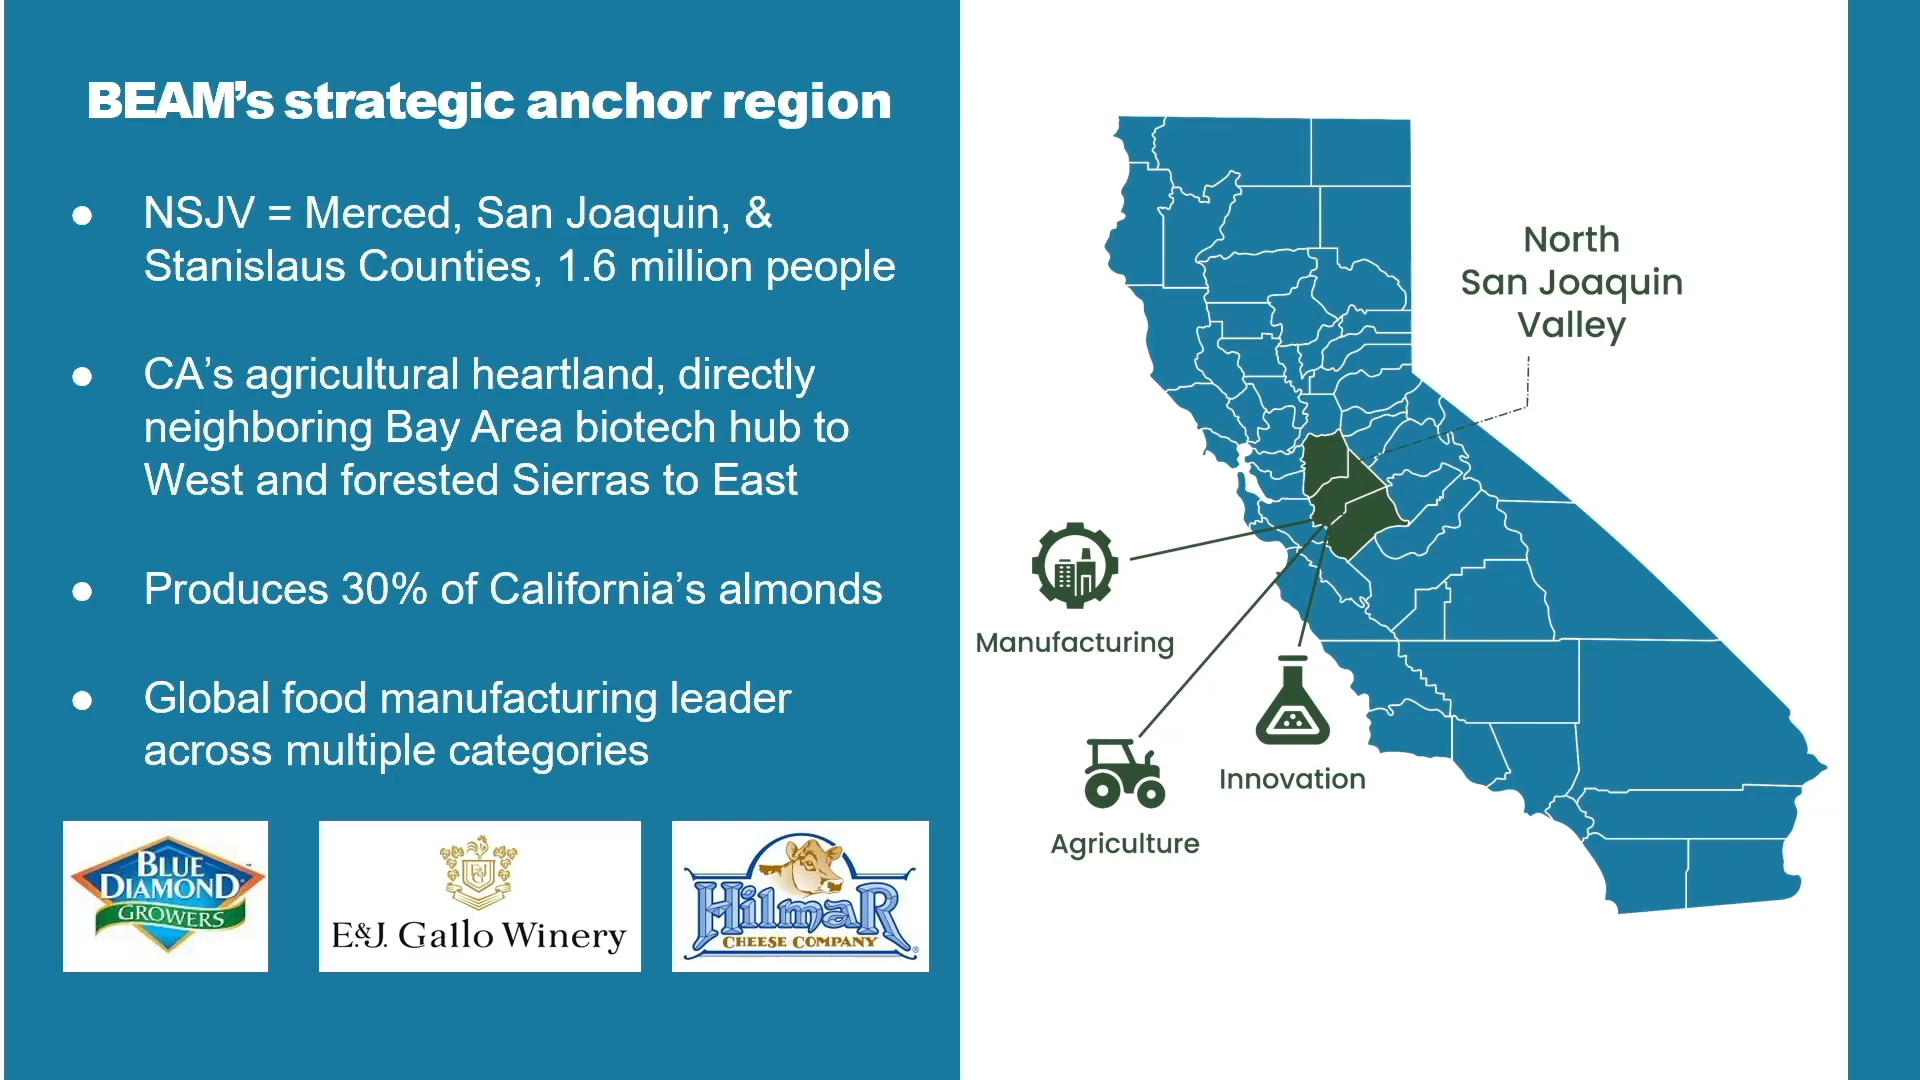 BEAM’s strategic anchor region
● NSJV = Merced, San Joaquin, &
Stanislaus Counties, 1.6 million people
● CA’s agricultural heartland, directly
neighboring Bay Area biotech hub to
West and forested Sierras to East
● Produces 30% of California’s almonds
● Global food manufacturing leader
across multiple categories
BLUE
DIAMOND
GROWERS
E&J. Gallo Winery
HilmaR
CHEESE COMPANY
North
San Joaquin
Valley
Manufacturing
Innovation
Agriculture